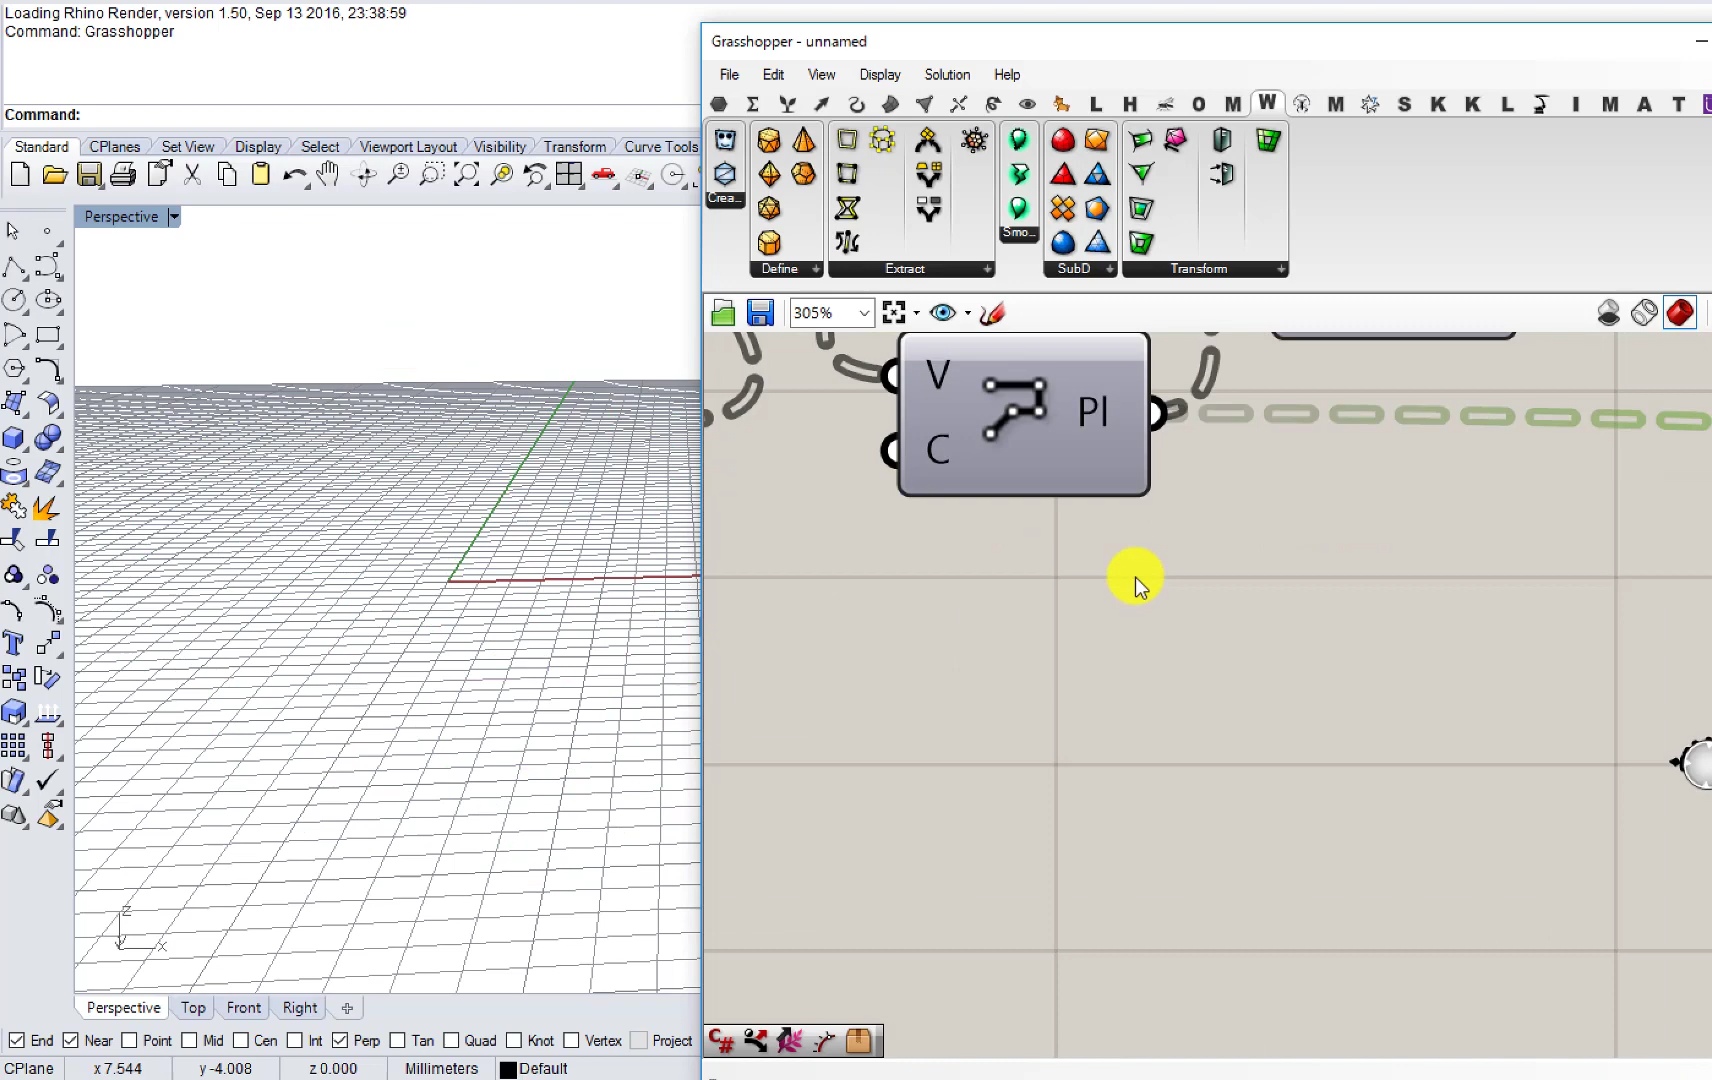 Loading Rhino Render, version 1.50, Sep 13 2016, 23:38:59
Command: Grasshopper
Command:
Standard CPlanes Set View Display Select Viewport Layout Visibility Transform Curve Tools
Perspective
Grasshopper - unnamed
File Edit View Display Solution Help
L H O M W M S K K L I M A T
Crea...
Define
Extract
Smo...
SubD
Transform
305%
V
C
Pl
z
x
Perspective Top Front Right
End Near Point Mid Cen Int Perp Tan Quad Knot Vertex Project
CPlane x 7.544 y -4.008 z 0.000 Millimeters Default
C#